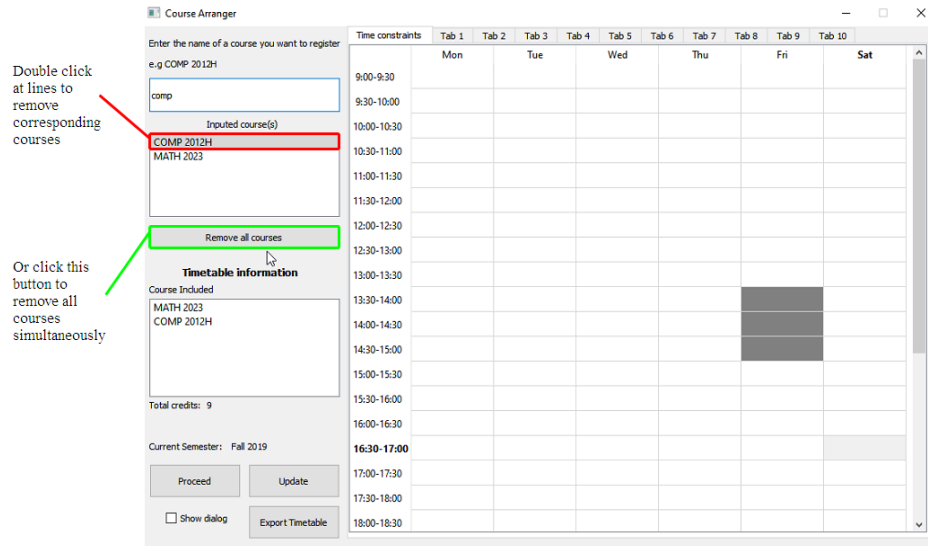 Course Arranger
Enter the name of a course you want to register
e.g COMP 2012H
comp
Inputed course(s)
COMP 2012H
MATH 2023
Remove all courses
Timetable information
Course Included
MATH 2023
COMP 2012H
Total credits: 9
Current Semester: Fall 2019
Proceed
Update
Show dialog
Export Timetable
Double click
at lines to
remove
corresponding
courses
Or click this
button to
remove all
courses
simultaneously
Time constraints Tab 1 Tab 2 Tab 3 Tab 4 Tab 5 Tab 6 Tab 7 Tab 8 Tab 9 Tab 10
Mon Tue Wed Thu Fri Sat
9:00-9:30
9:30-10:00
10:00-10:30
10:30-11:00
11:00-11:30
11:30-12:00
12:00-12:30
12:30-13:00
13:00-13:30
13:30-14:00
14:00-14:30
14:30-15:00
15:00-15:30
15:30-16:00
16:00-16:30
16:30-17:00
17:00-17:30
17:30-18:00
18:00-18:30